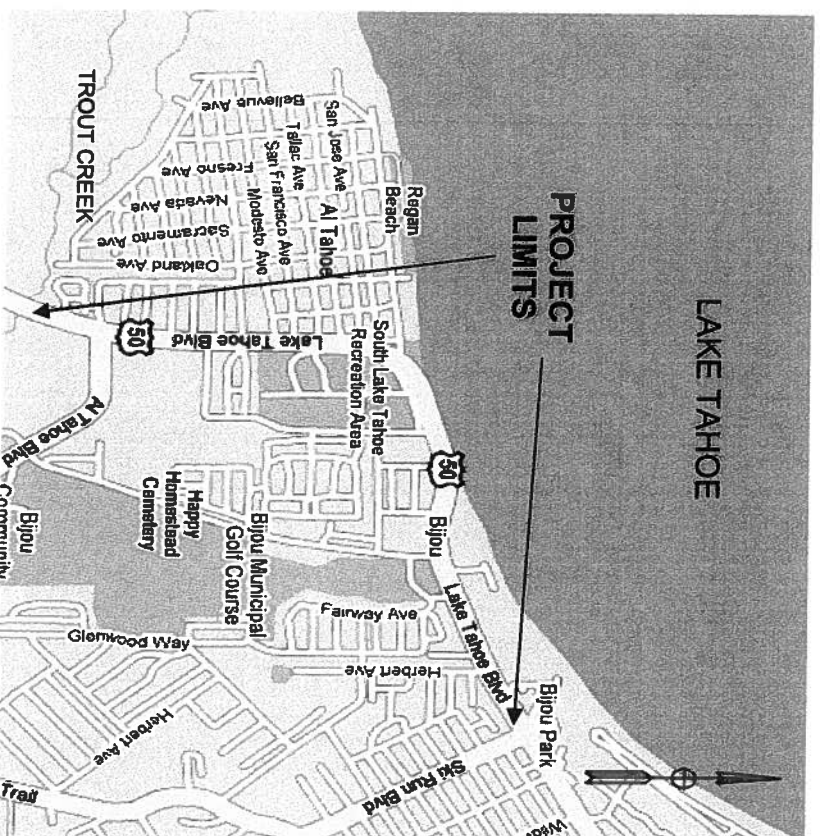 LAKE TAHOE
PROJECT
LIMITS
TROUT CREEK
Regan
Beach
Bellevue Ave
San Jose Ave
Tallac Ave
San Francisco Ave
Modesto Ave
Al Tahoe
Fresno Ave
Nevada Ave
Sacramento Ave
Oakland Ave
50
Lake Tahoe Blvd
South Lake Tahoe
Recreation Area
Al Tahoe Blvd
50
Bijou
Happy
Homestead
Cemetery
Bijou Municipal
Golf Course
Bijou
Community
Lake Tahoe Blvd
Fairway Ave
Glenwood Way
Herbert Ave
Herbert Ave
Bijou Park
Ski Run Blvd
Trail